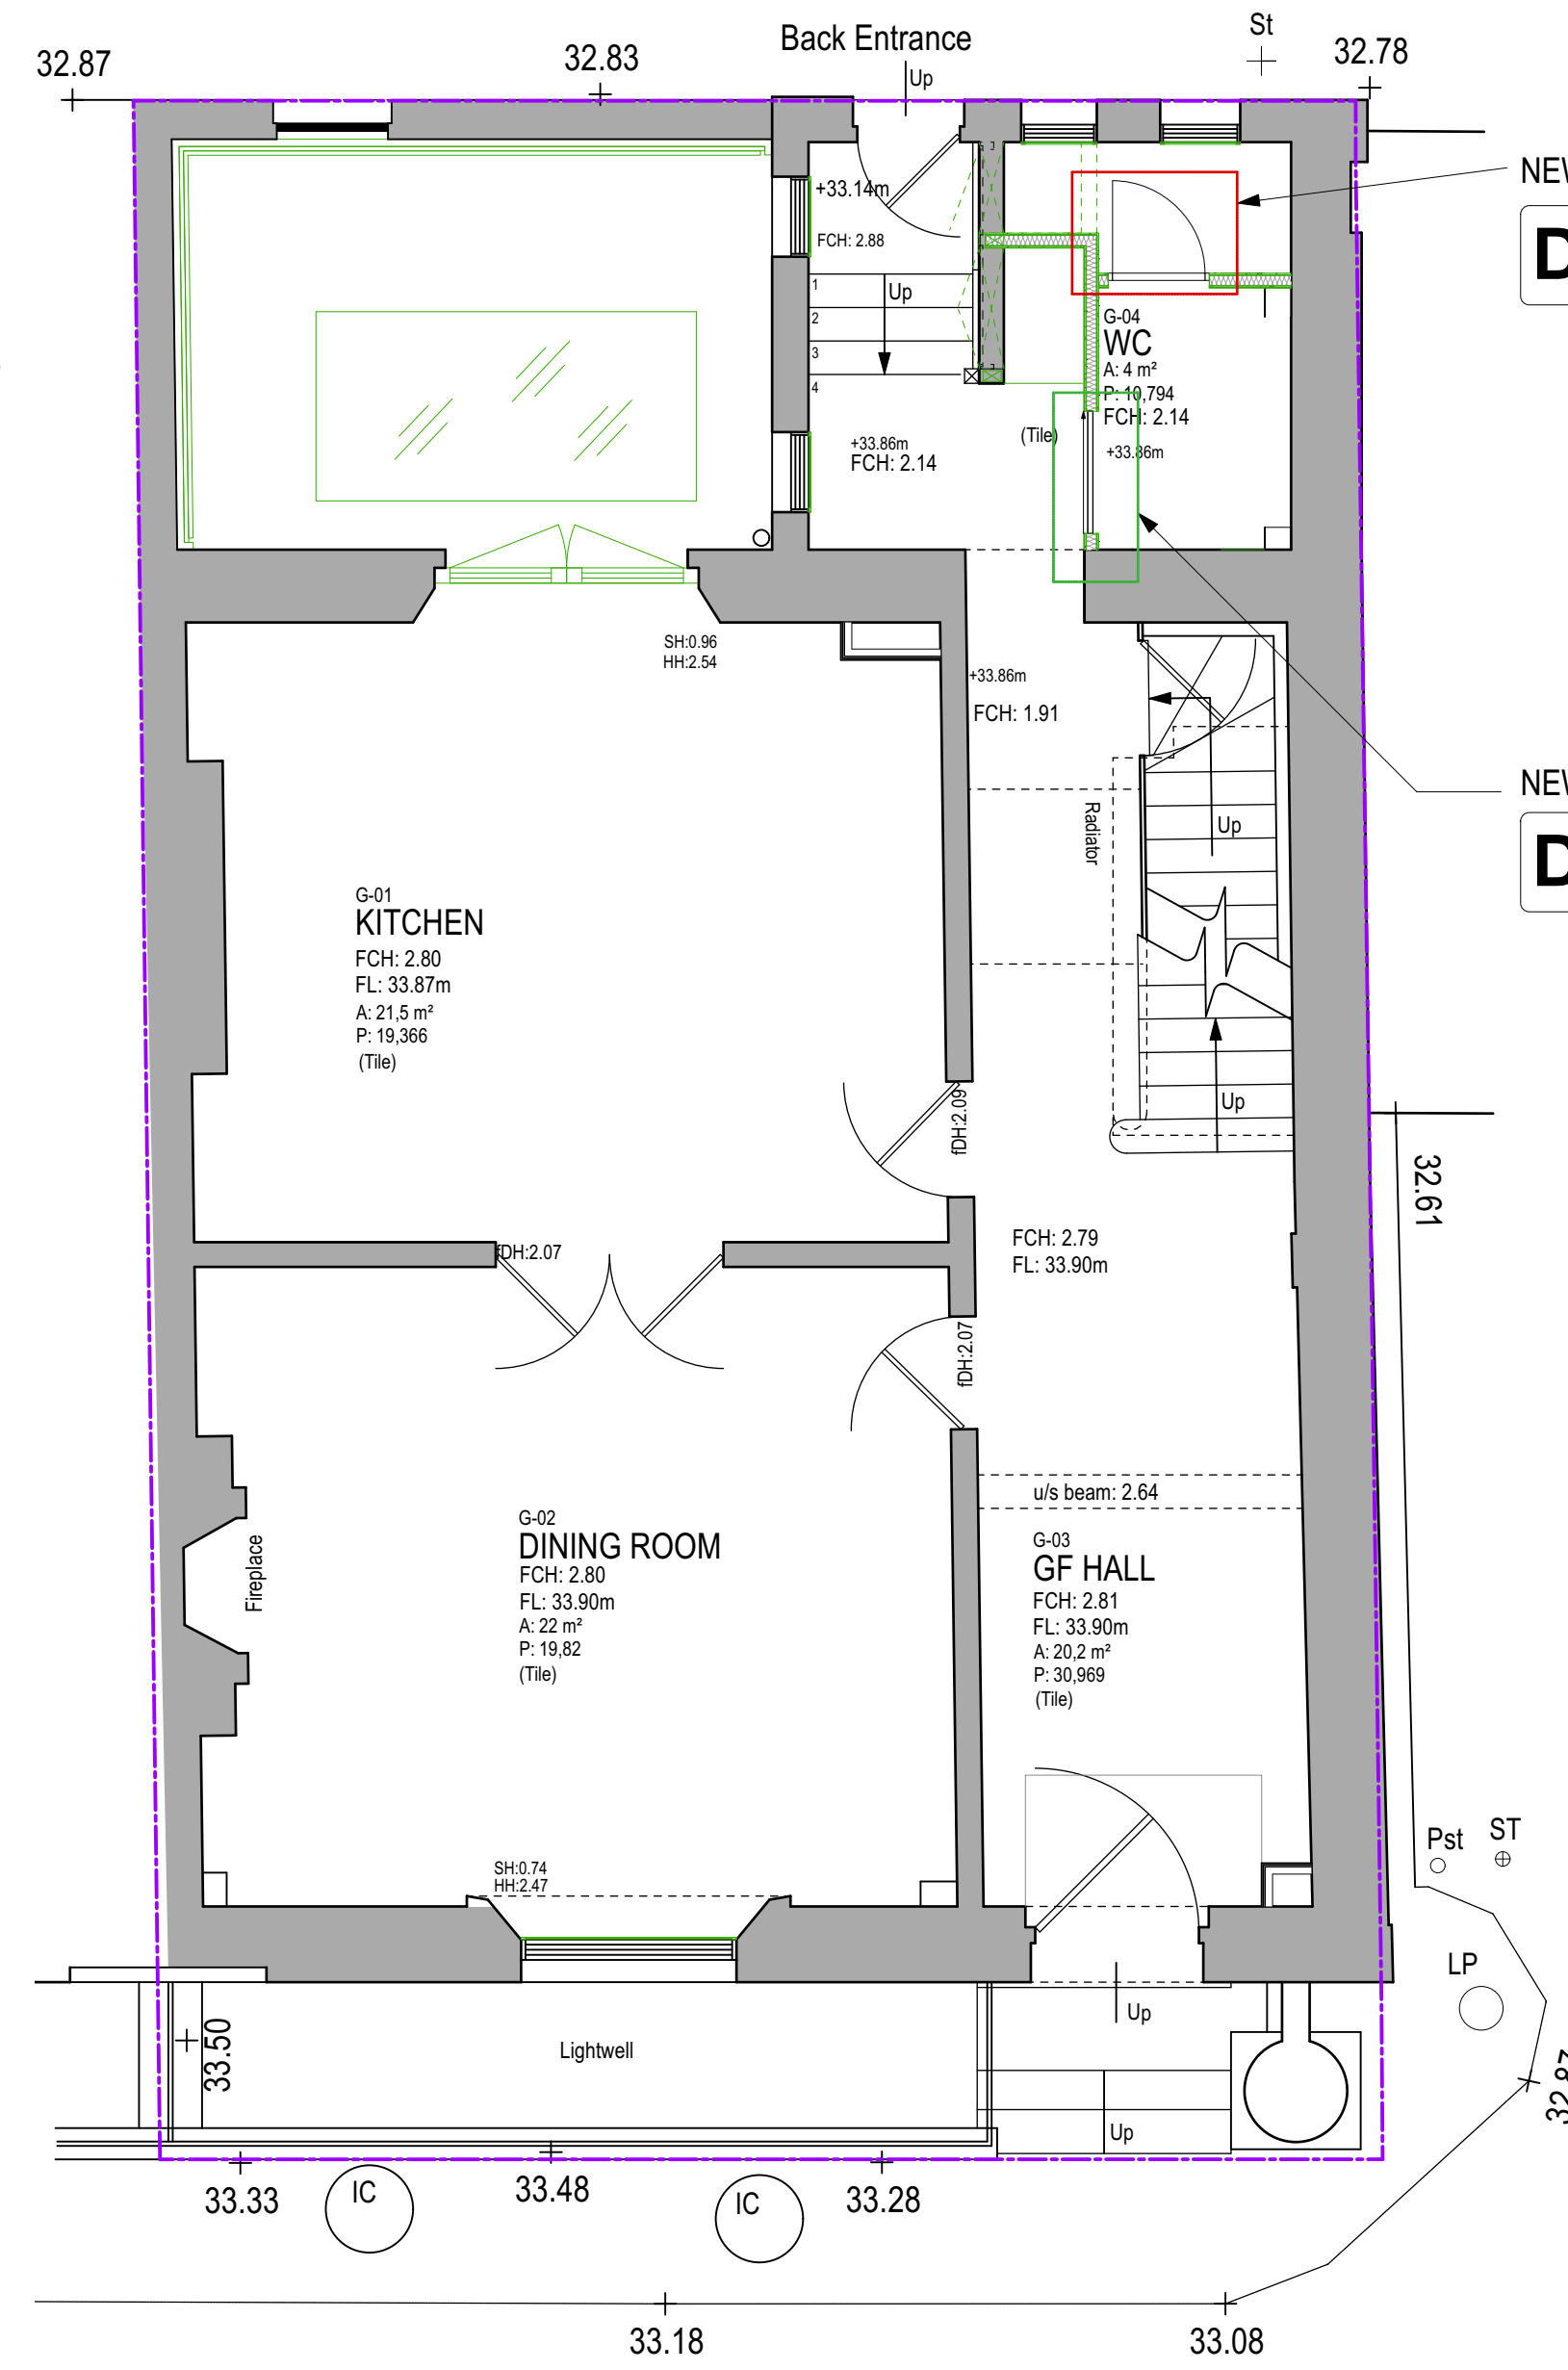 Back Entrance
St
32.87
32.83
32.78
Up
NEW
D
+33.14m
FCH: 2.88
1
Up
2
3
4
G-04
WC
A: 4 m²
P: 10,794
FCH: 2.14
+33.86m
(Tile)
+33.86m
FCH: 2.14
SH:0.96
HH:2.54
+33.86m
FCH: 1.91
NEW
D
Radiator
Up
G-01
KITCHEN
FCH: 2.80
FL: 33.87m
A: 21,5 m²
P: 19,366
(Tile)
fDH:2.09
Up
32.61
FCH: 2.79
FL: 33.90m
fDH:2.07
fDH:2.07
u/s beam: 2.64
G-02
DINING ROOM
FCH: 2.80
FL: 33.90m
A: 22 m²
P: 19,82
(Tile)
Fireplace
G-03
GF HALL
FCH: 2.81
FL: 33.90m
A: 20,2 m²
P: 30,969
(Tile)
SH:0.74
HH:2.47
Pst
ST
LP
Up
33.50
Lightwell
Up
32.87
33.33
IC
33.48
IC
33.28
33.18
33.08